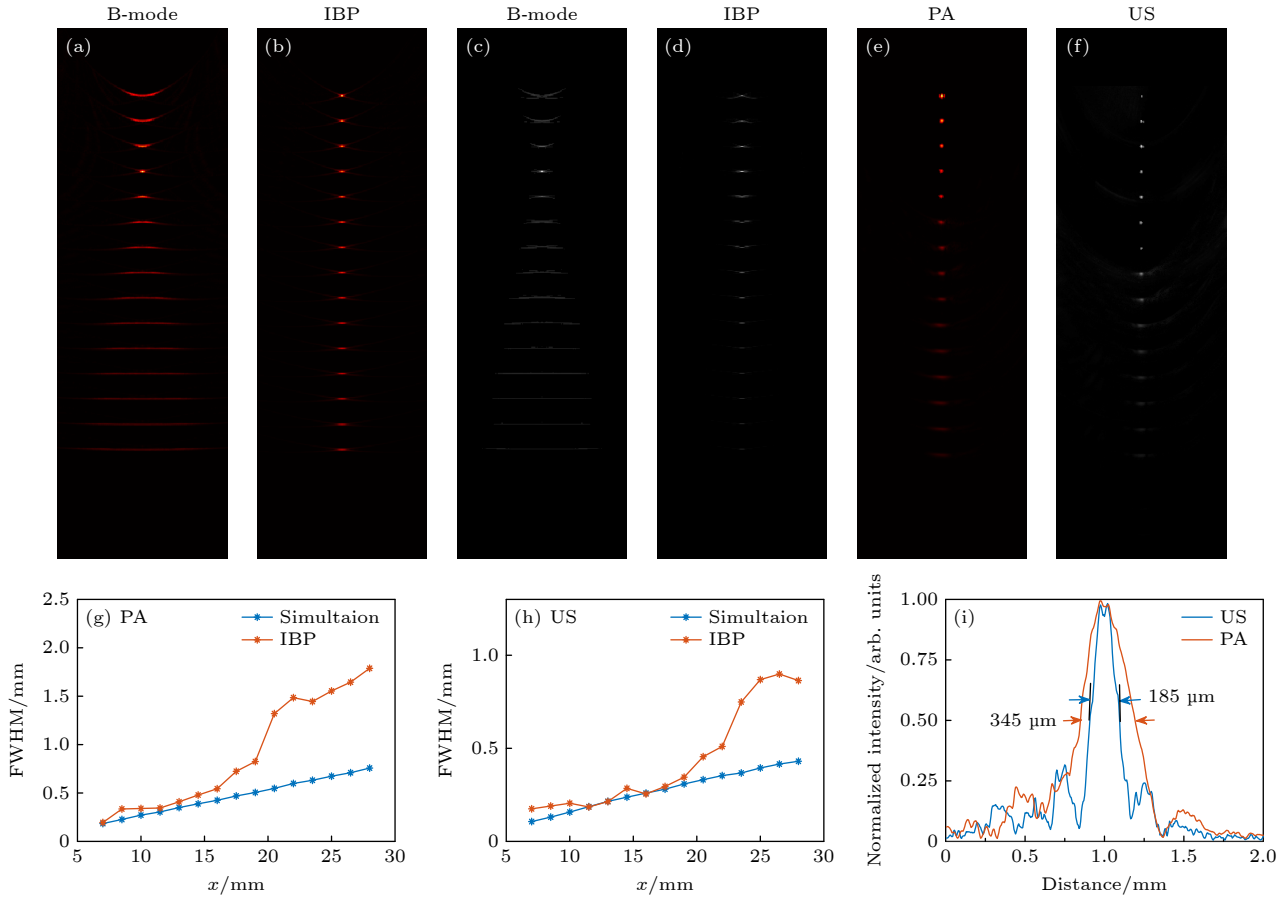 B-mode IBP B-mode IBP PA US
(a) (b) (c) (d) (e) (f)
(g) PA
Simultaion
IBP
2.5
2.0
1.5
1.0
0.5
0
5 10 15 20 25 30
FWHM/mm
x/mm
(h) US
Simultaion
IBP
1.0
0.5
0
5 10 15 20 25 30
FWHM/mm
x/mm
(i)
US
PA
1.00
0.75
0.50
0.25
0
185 µm
345 µm
0 0.5 1.0 1.5 2.0
Normalized intensity/arb. units
Distance/mm